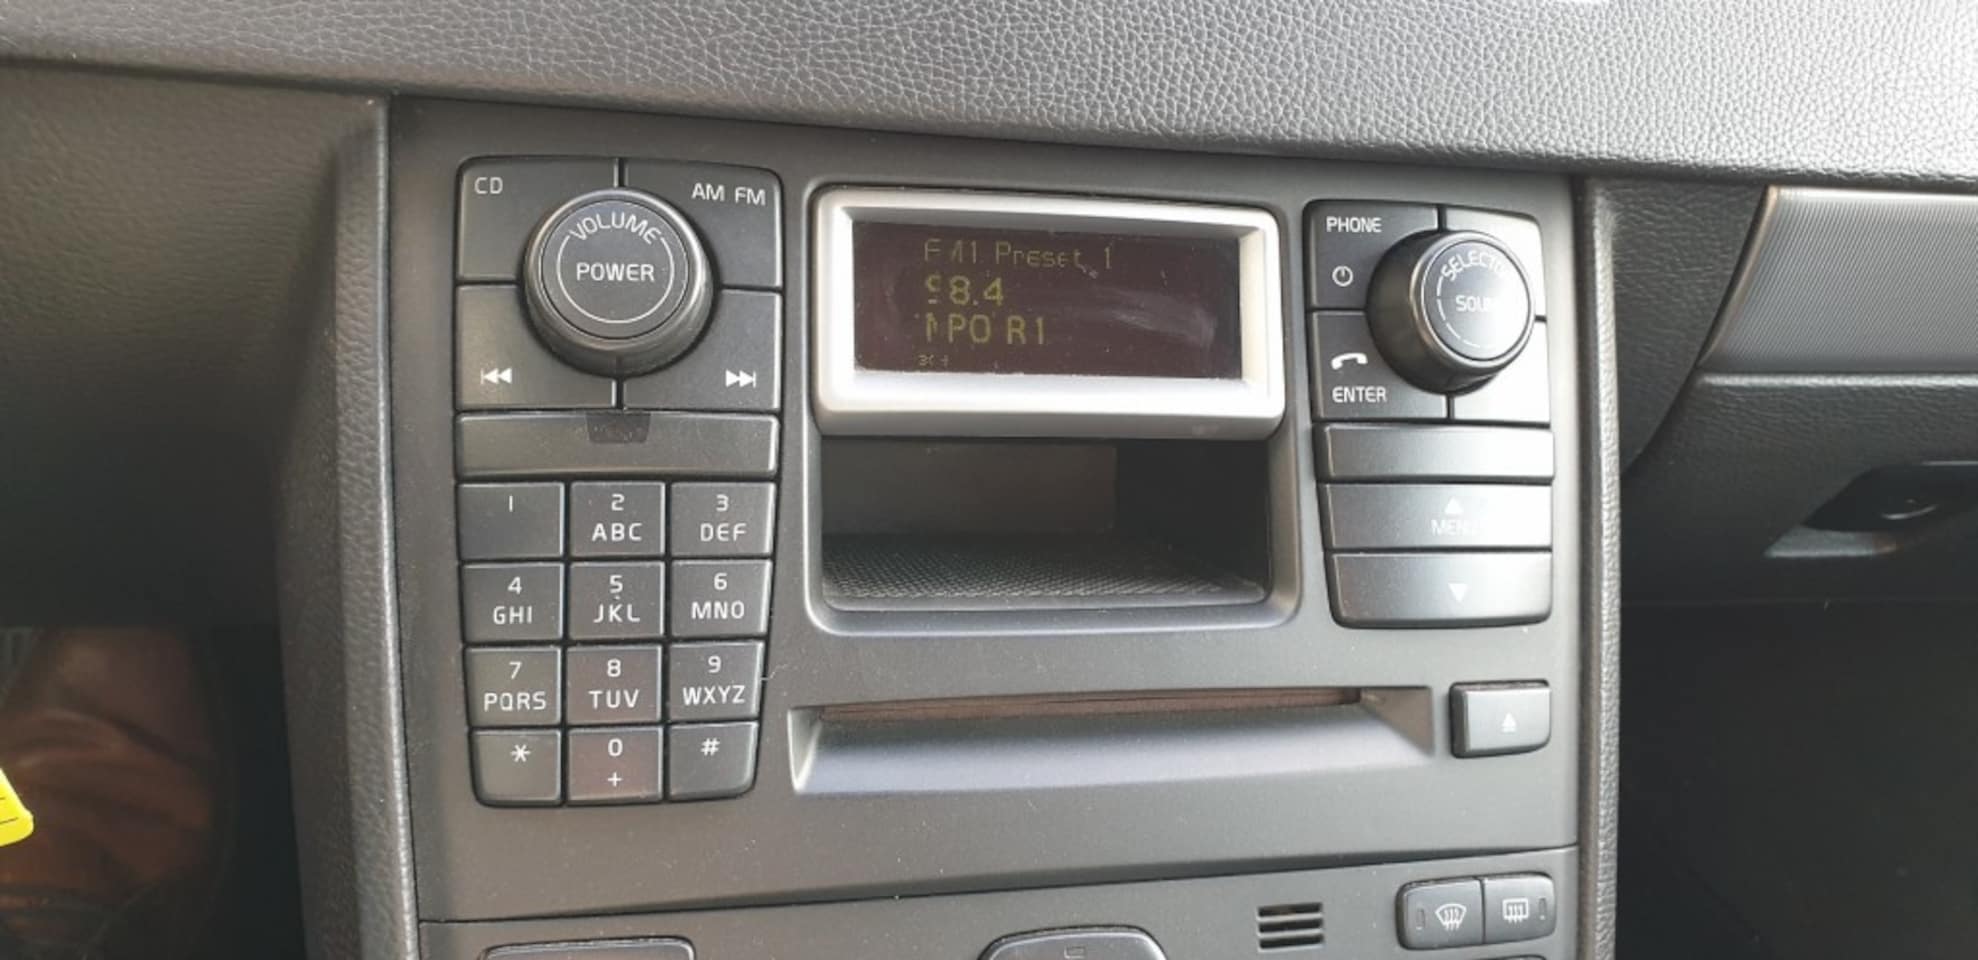 CD
AM FM
VOLUME
POWER
FM1 Preset 1
98.4
NPO R1
PHONE
SELECTOR
SOUND
ENTER
1
2
ABC
3
DEF
4
GHI
5
JKL
6
MNO
7
PQRS
8
TUV
9
WXYZ
*
0
+
#
MENU